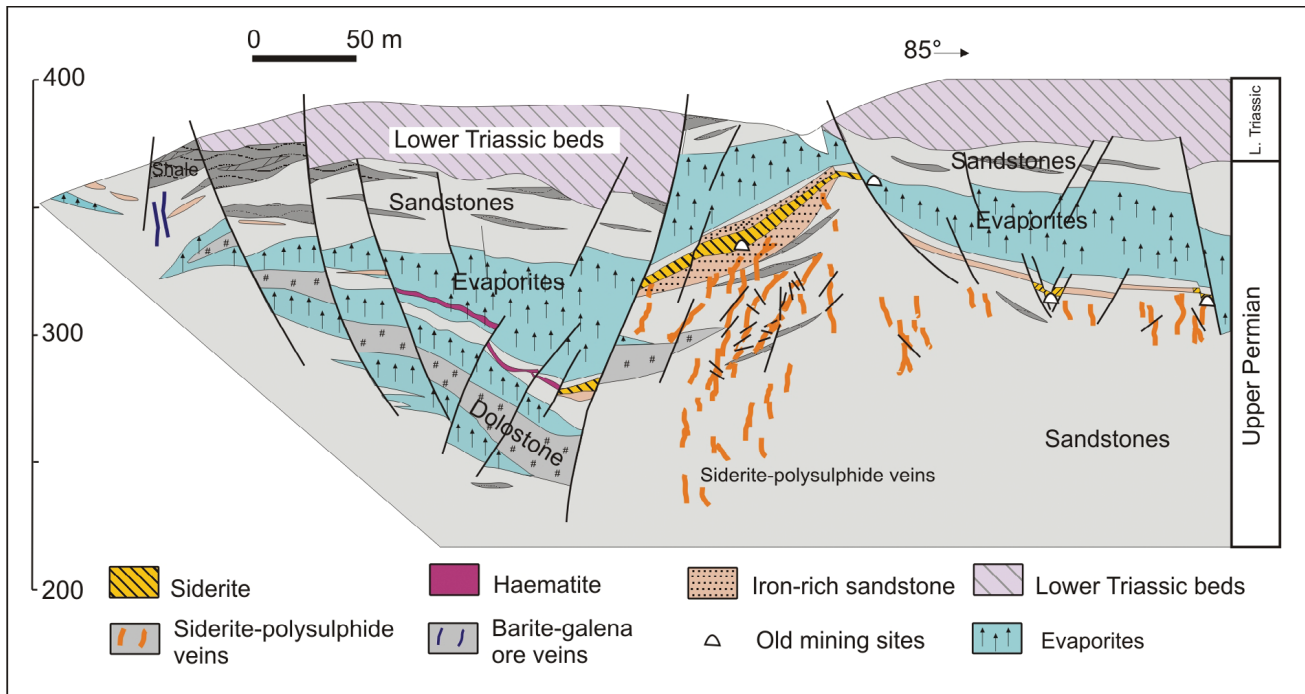 0 50 m
85°
400
L. Triassic
Lower Triassic beds
Shale
Sandstones
Sandstones
Evaporites
Evaporites
300
Upper Permian
Dolostone
Sandstones
Siderite-polysulphide veins
200
Siderite
Haematite
Iron-rich sandstone
Lower Triassic beds
Siderite-polysulphide
veins
Barite-galena
ore veins
Old mining sites
Evaporites